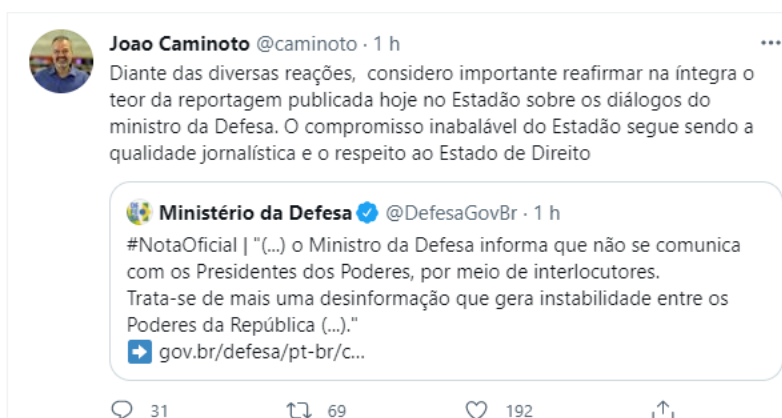 Joao Caminoto @caminoto · 1 h
Diante das diversas reações, considero importante reafirmar na íntegra o
teor da reportagem publicada hoje no Estadão sobre os diálogos do
ministro da Defesa. O compromisso inabalável do Estadão segue sendo a
qualidade jornalística e o respeito ao Estado de Direito
Ministério da Defesa @DefesaGovBr · 1 h
#NotaOficial | "(...) o Ministro da Defesa informa que não se comunica
com os Presidentes dos Poderes, por meio de interlocutores.
Trata-se de mais uma desinformação que gera instabilidade entre os
Poderes da República (...)."
gov.br/defesa/pt-br/c...
31 69 192